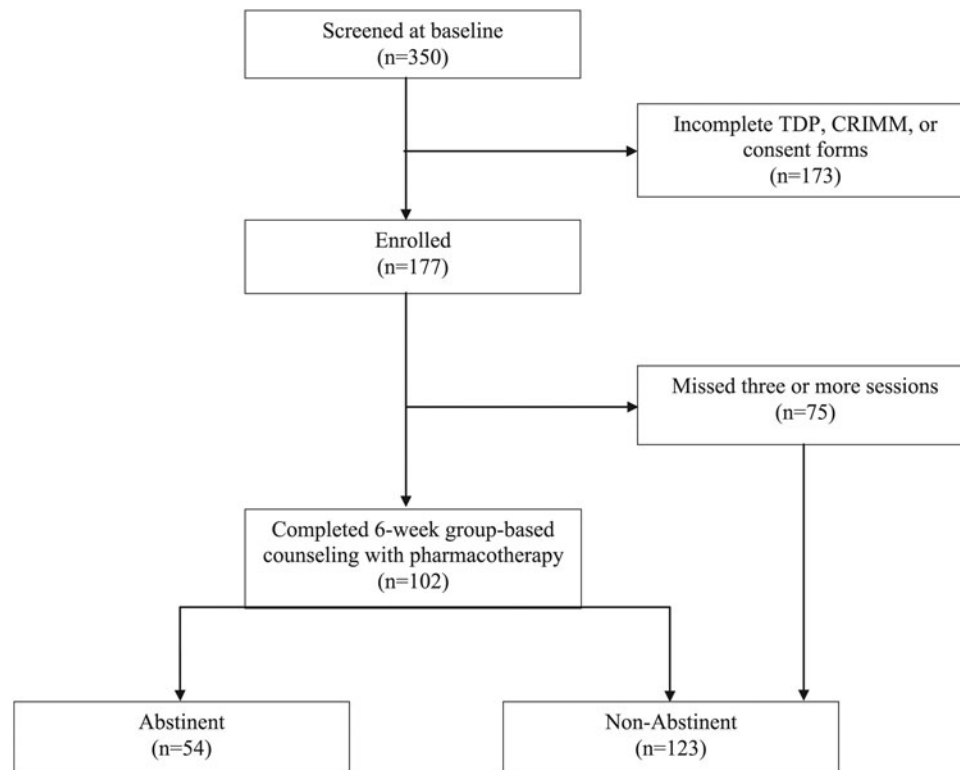 Screened at baseline
(n=350)
Incomplete TDP, CRIMM, or
consent forms
(n=173)
Enrolled
(n=177)
Missed three or more sessions
(n=75)
Completed 6-week group-based
counseling with pharmacotherapy
(n=102)
Abstinent
(n=54)
Non-Abstinent
(n=123)